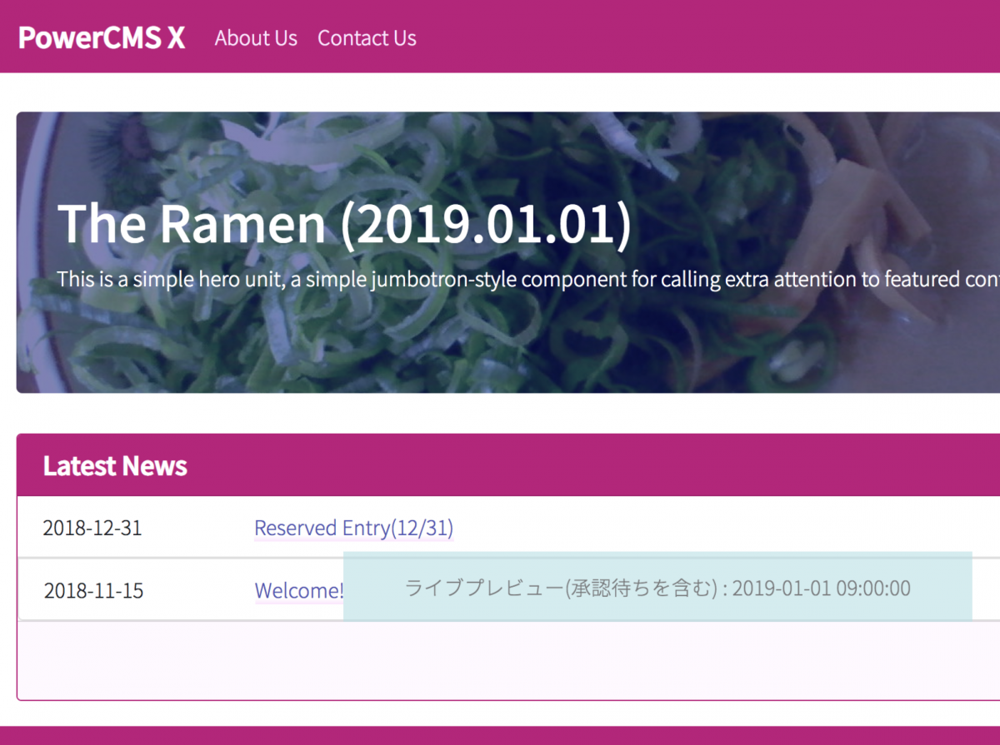 PowerCMS X About Us Contact Us
The Ramen (2019.01.01)
This is a simple hero unit, a simple jumbotron-style component for calling extra attention to featured con
Latest News
2018-12-31 Reserved Entry(12/31)
2018-11-15 Welcome! ライブプレビュー(承認待ちを含む) : 2019-01-01 09:00:00